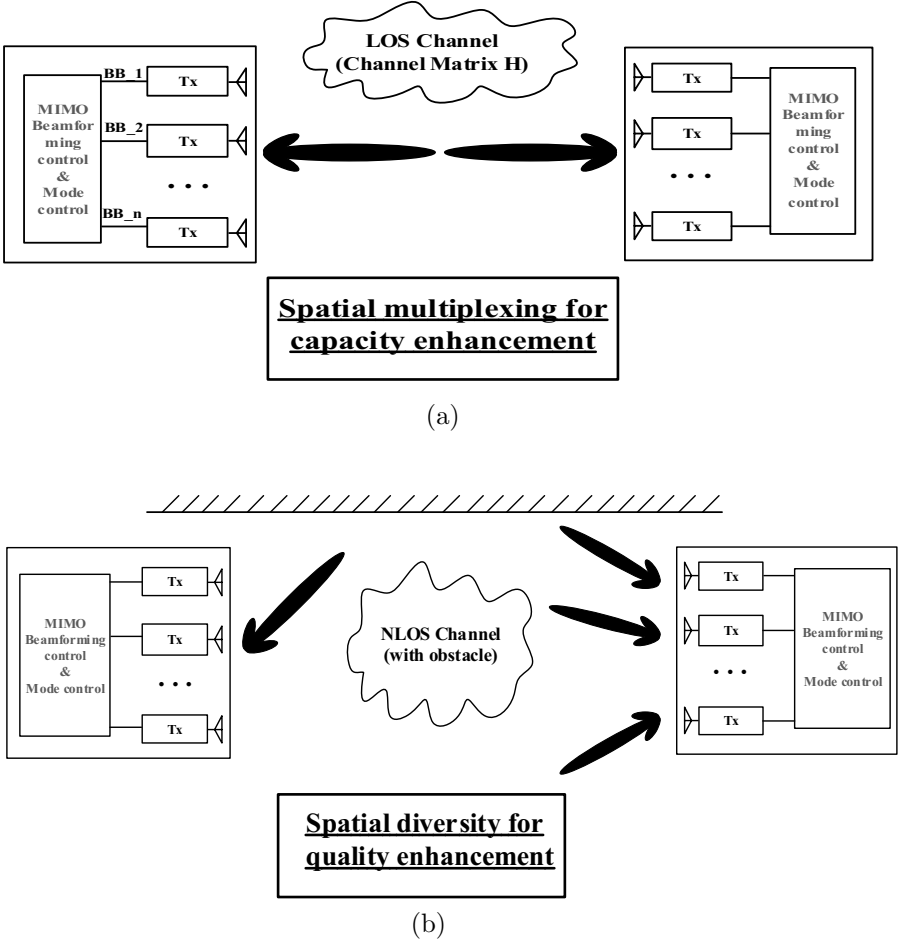 LOS Channel
(Channel Matrix H)
BB_1
Tx
BB_2
Tx
. . .
BB_n
Tx
MIMO
Beamfor
ming
control
&
Mode
control
Tx
Tx
. . .
Tx
MIMO
Beamfor
ming
control
&
Mode
control
Spatial multiplexing for
capacity enhancement
(a)
MIMO
Beamforming
control
&
Mode control
Tx
Tx
. . .
Tx
NLOS Channel
(with obstacle)
Tx
Tx
. . .
Tx
MIMO
Beamforming
control
&
Mode control
Spatial diversity for
quality enhancement
(b)